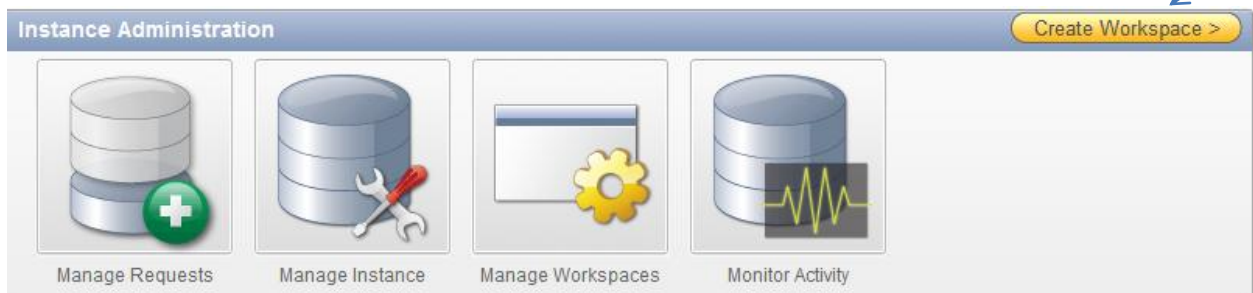 Instance Administration
Create Workspace >
Manage Requests
Manage Instance
Manage Workspaces
Monitor Activity